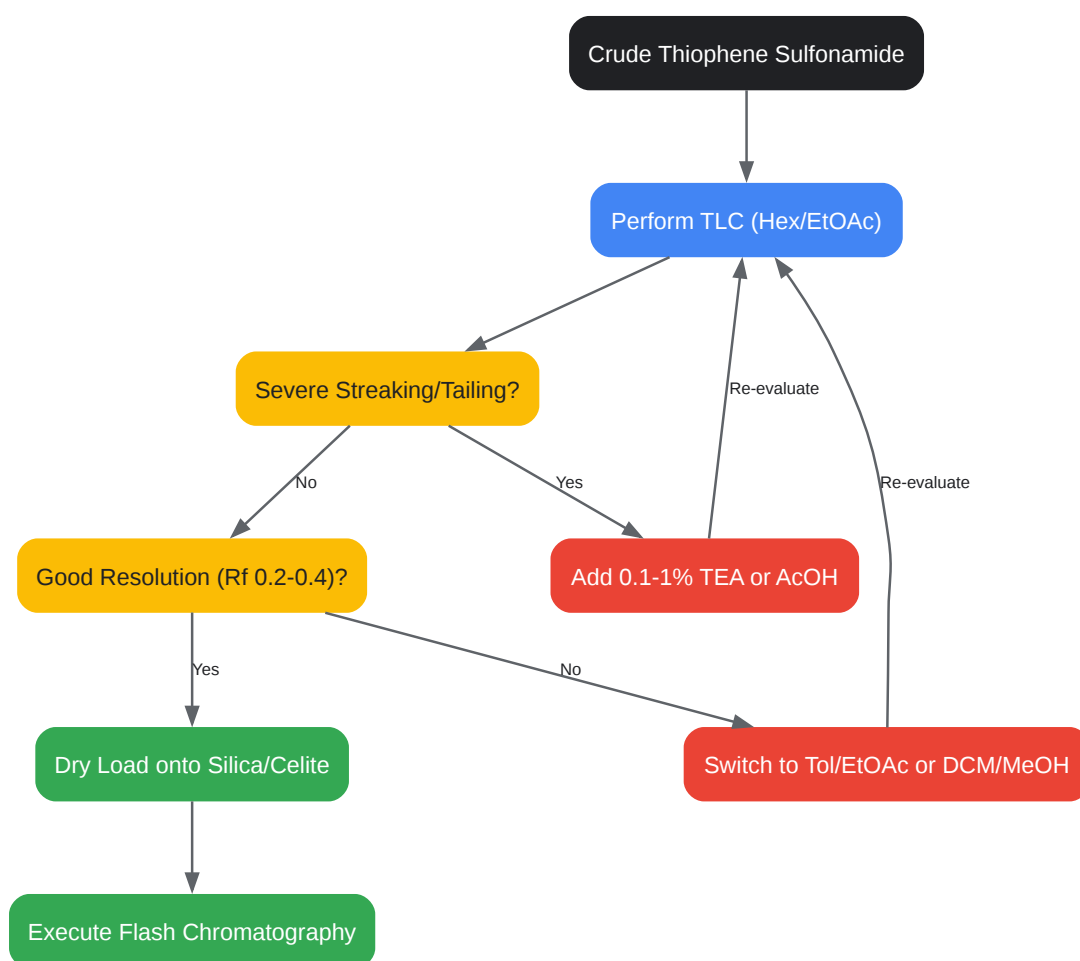 Crude Thiophene Sulfonamide
Perform TLC (Hex/EtOAc)
Severe Streaking/Tailing?
Re-evaluate
No
Yes
Re-evaluate
Good Resolution (Rf 0.2-0.4)?
Add 0.1-1% TEA or AcOH
Yes
No
Dry Load onto Silica/Celite
Switch to Tol/EtOAc or DCM/MeOH
Execute Flash Chromatography